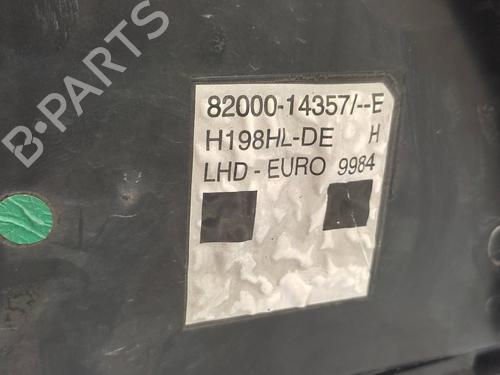 B-PARTS
82000-14357/--E
H198HL-DE H
LHD - EURO 9984